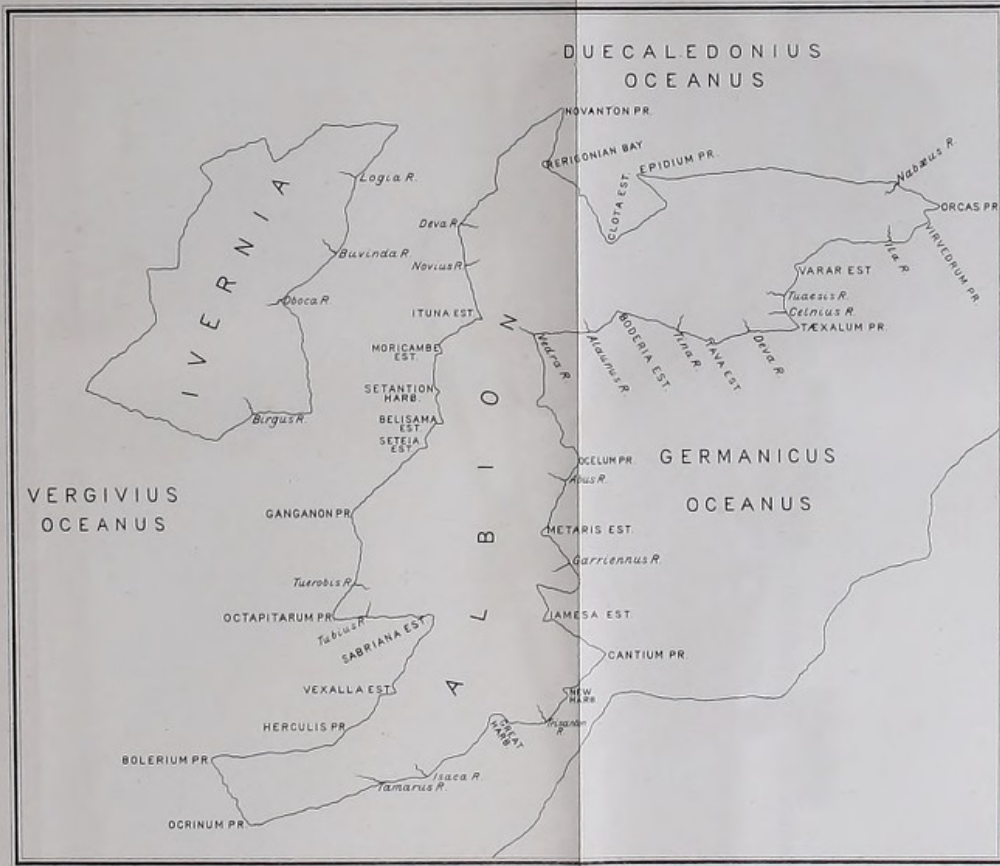 DUECALEDONIUS
OCEANUS
NOVANTON PR.
RERIGONIAN BAY
EPIDIUM PR.
CLOTA EST.
Nabæus R.
ORCAS PR
VIRVEDRUM PR.
Ila R
VARAR EST
Tuaesis R.
Celnius R.
TÆXALUM PR.
Deva R.
TAVA EST
Tina R.
BODERIA EST.
Alaunus R.
Vedra R.
Logia R.
Buvinda R.
Oboca R.
Birgus R.
IVERNIA
Deva R.
Novius R.
ITUNA EST.
MORICAMBE
EST.
SETANTION
HARB.
BELISAMA
EST.
SETEIA
EST.
ALBION
OCELUM PR.
Abus R.
GERMANICUS
OCEANUS
VERGIVIUS
OCEANUS
GANGANON PR.
METARIS EST.
Garriennus R.
Tuerobis R.
OCTAPITARUM PR.
Tubius R.
SABRIANA EST.
IAMESA EST.
CANTIUM PR.
VEXALLA EST.
NEW
HARB
HERCULIS PR.
GREAT
HARB.
Trisanton
R.
BOLERIUM PR.
Isaca R.
Tamarus R.
OCRINUM PR.